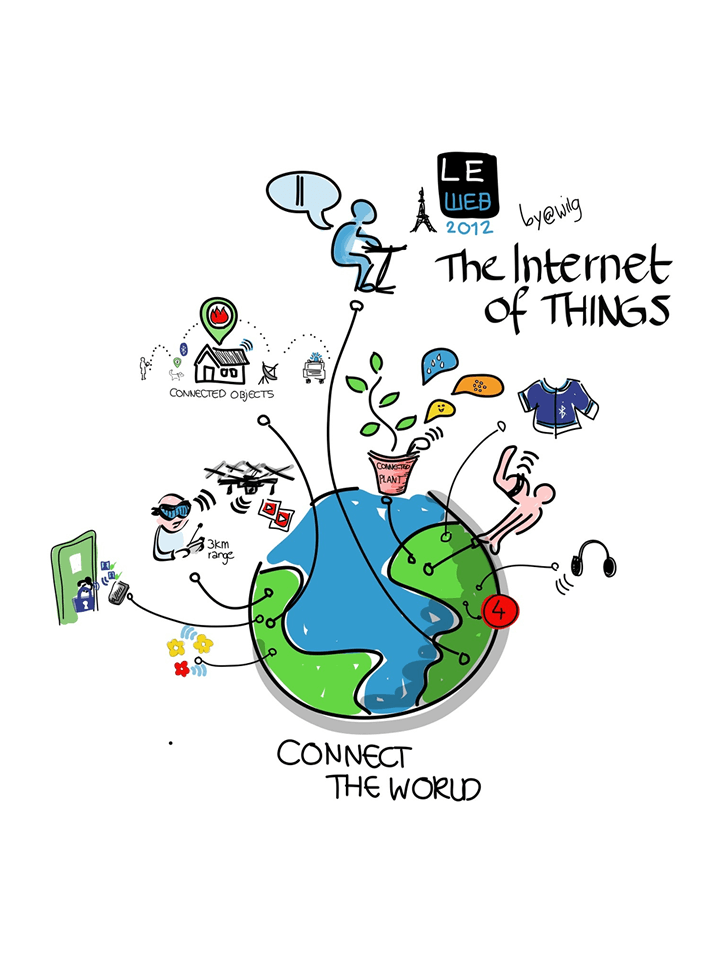 LE
WEB
2012
by@wilg
The Internet
of THINGS
CONNECTED OBJECTS
CONNECTED
PLANT
3km
range
4
CONNECT
THE WORLD